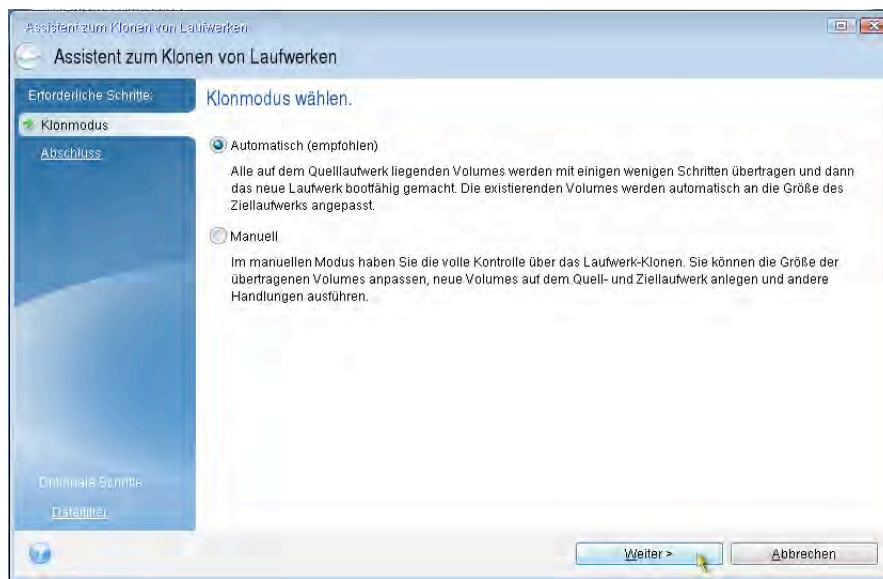 Assistent zum Klonen von Laufwerken
Assistent zum Klonen von Laufwerken
Erforderliche Schritte:
Klonmodus
Abschluss
Klonmodus wählen.
Automatisch (empfohlen)
Alle auf dem Quelllaufwerk liegenden Volumes werden mit einigen wenigen Schritten übertragen und dann
das neue Laufwerk bootfähig gemacht. Die existierenden Volumes werden automatisch an die Größe des
Ziellaufwerks angepasst.
Manuell
Im manuellen Modus haben Sie die volle Kontrolle über das Laufwerk-Klonen. Sie können die Größe der
übertragenen Volumes anpassen, neue Volumes auf dem Quell- und Ziellaufwerk anlegen und andere
Handlungen ausführen.
Optionale Schritte
Dateifilter
Weiter >
Abbrechen